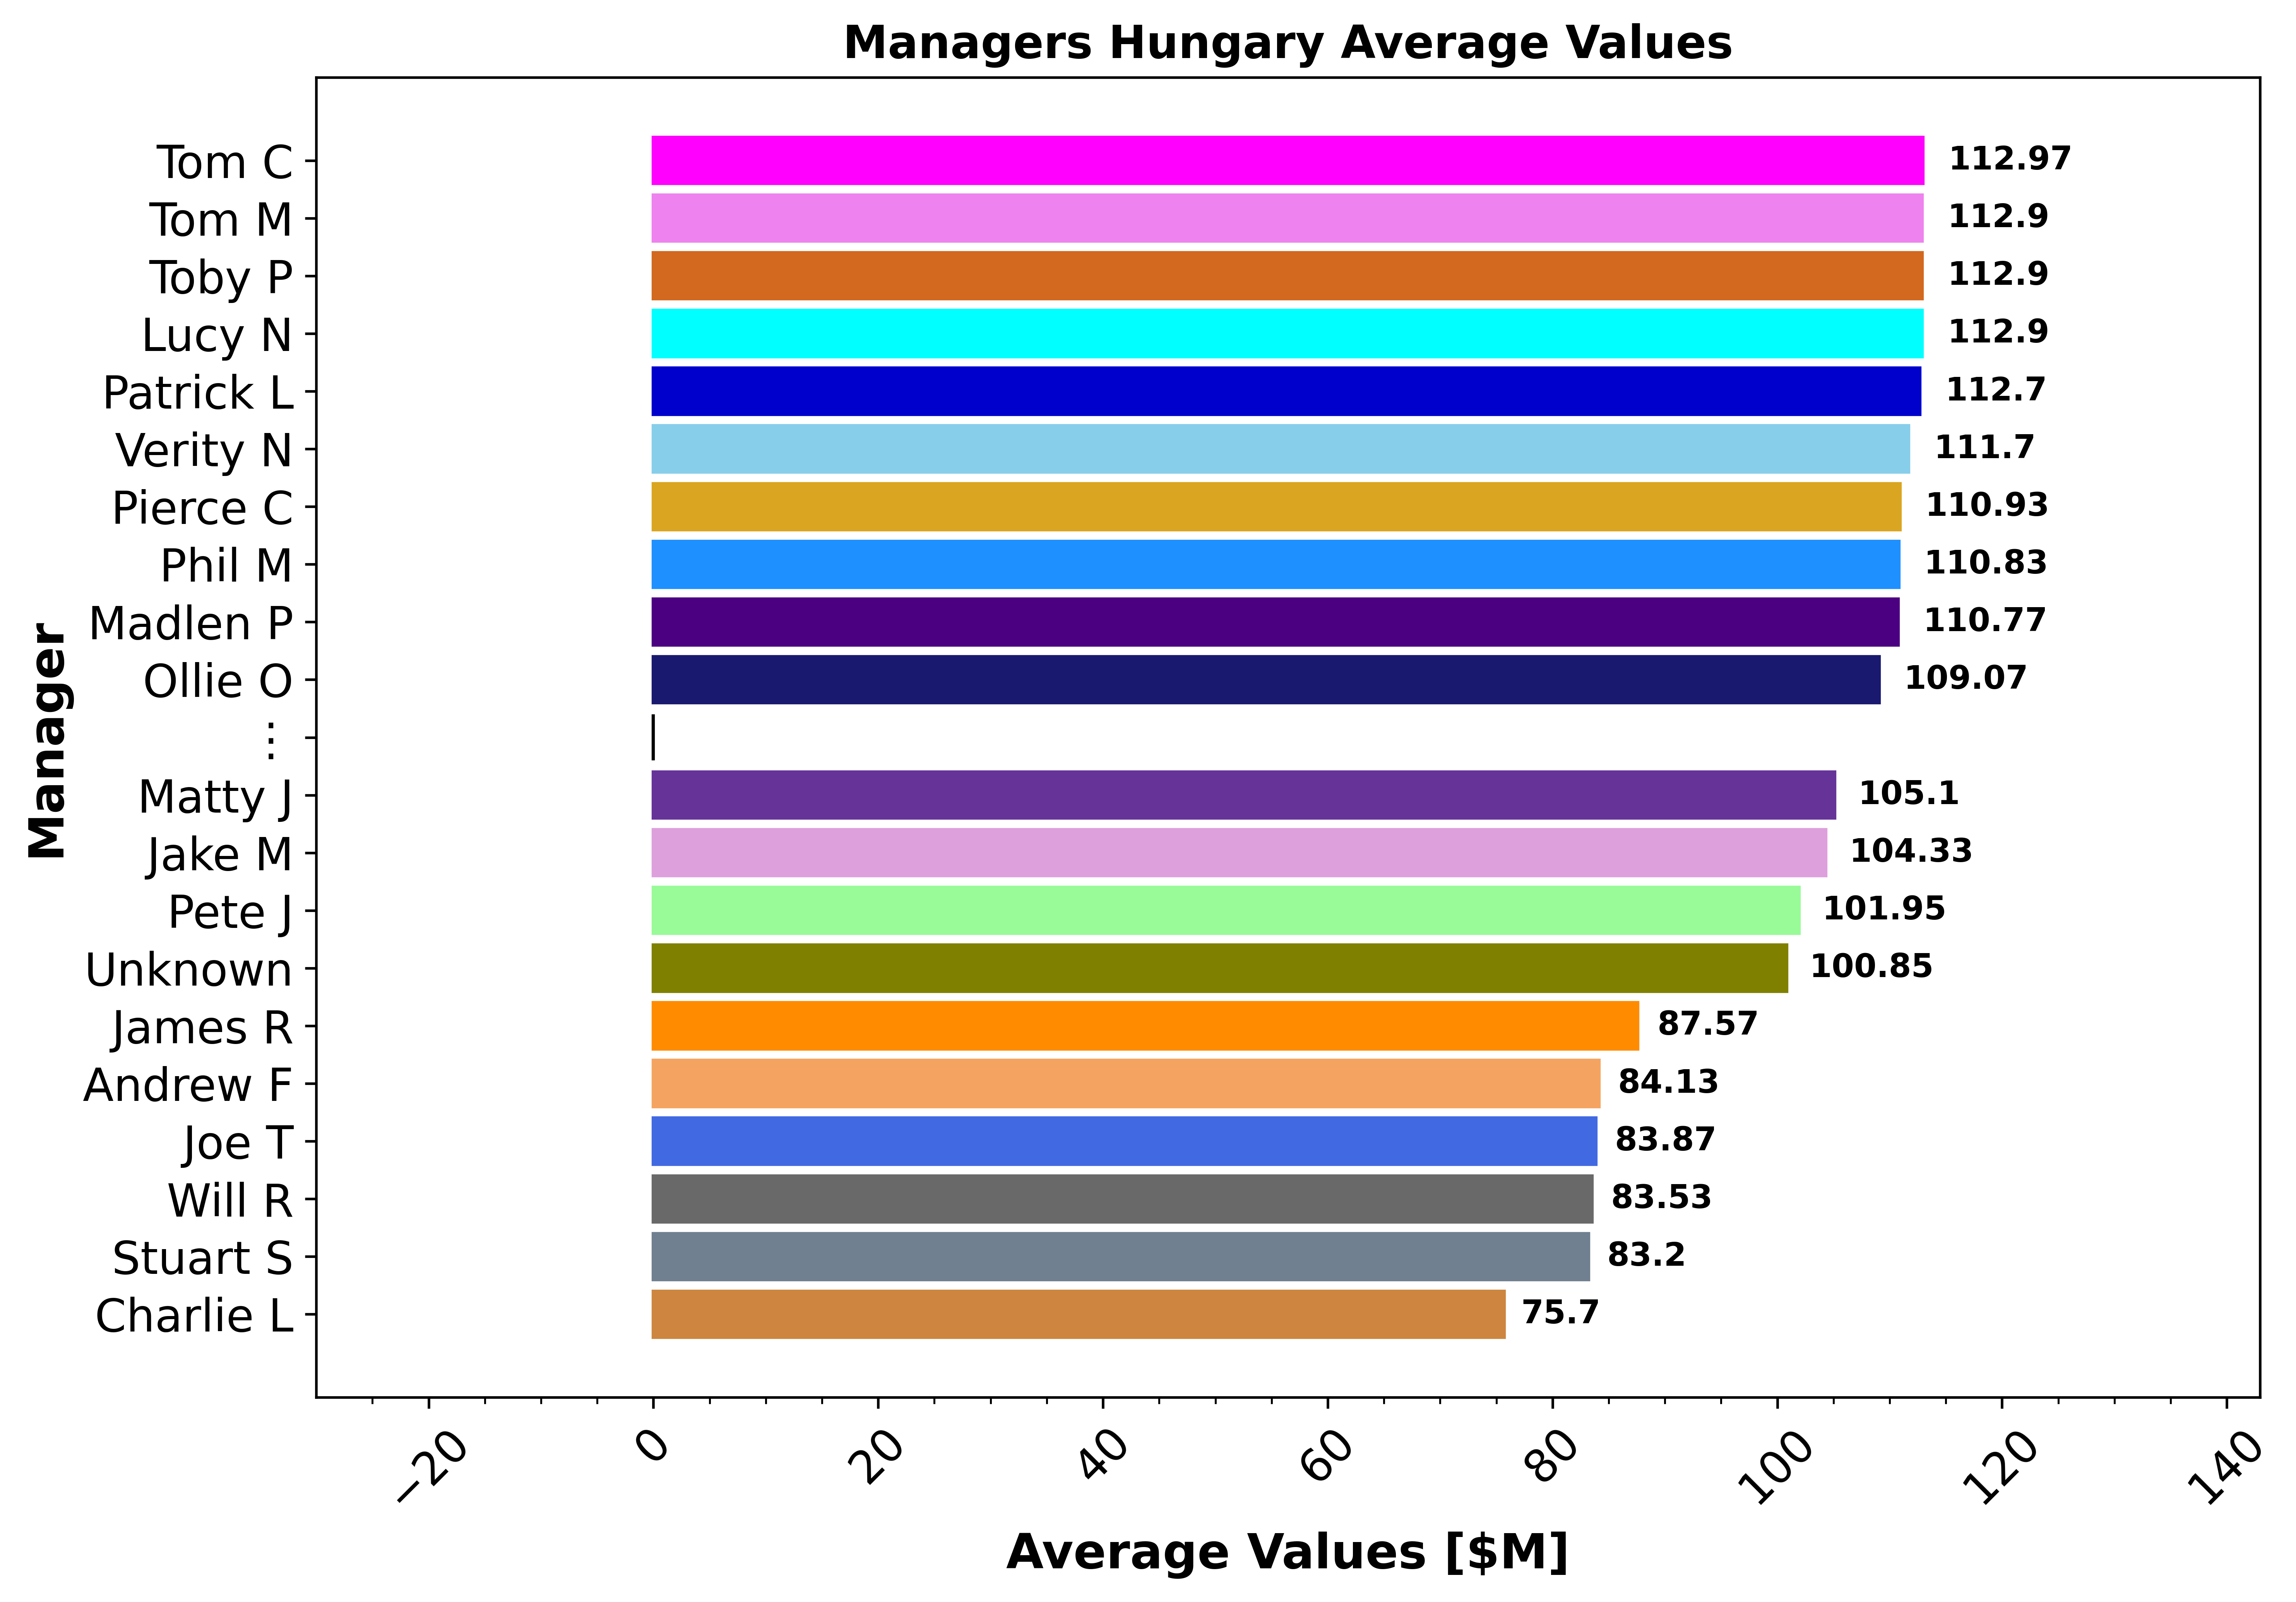 Managers Hungary Average Values
Manager
Tom C 112.97
Tom M 112.9
Toby P 112.9
Lucy N 112.9
Patrick L 112.7
Verity N 111.7
Pierce C 110.93
Phil M 110.83
Madlen P 110.77
Ollie O 109.07
⋮
Matty J 105.1
Jake M 104.33
Pete J 101.95
Unknown 100.85
James R 87.57
Andrew F 84.13
Joe T 83.87
Will R 83.53
Stuart S 83.2
Charlie L 75.7
−20 0 20 40 60 80 100 120 140
Average Values [$M]